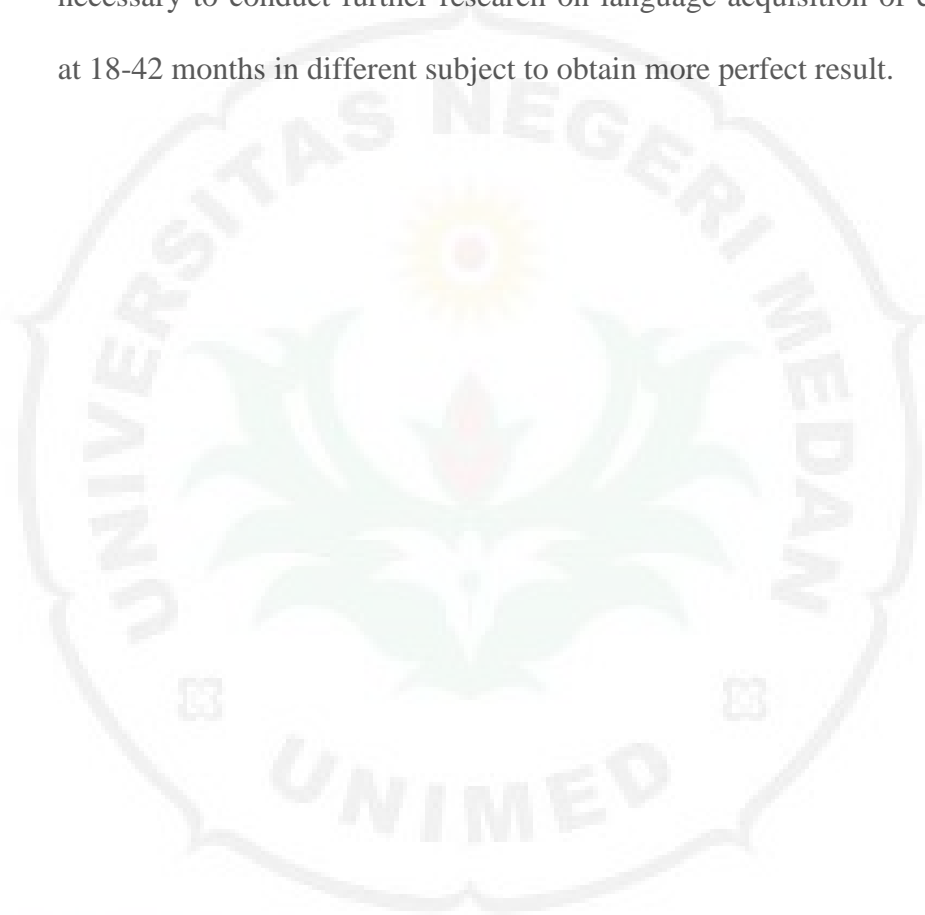 necessary to conduct further research on language acquisition of
at 18-42 months in different subject to obtain more perfect result.
UNIVERSITAS NEGERI MEDAN
UNIMED